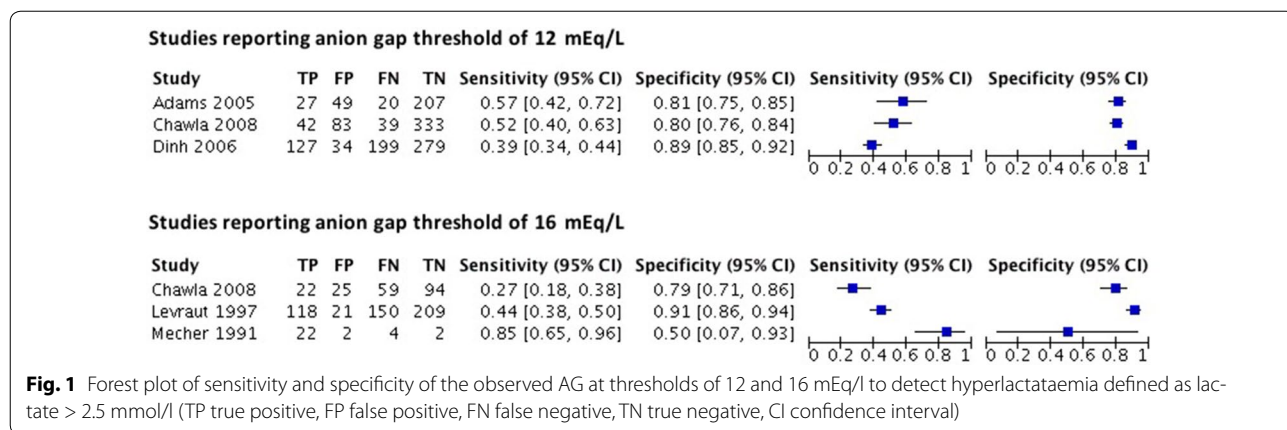 Studies reporting anion gap threshold of 12 mEq/L
Study TP FP FN TN Sensitivity (95% CI) Specificity (95% CI) Sensitivity (95% CI) Specificity (95% CI)
Adams 2005 27 49 20 207 0.57 [0.42, 0.72] 0.81 [0.75, 0.85]
Chawla 2008 42 83 39 333 0.52 [0.40, 0.63] 0.80 [0.76, 0.84]
Dinh 2006 127 34 199 279 0.39 [0.34, 0.44] 0.89 [0.85, 0.92]
0 0.2 0.4 0.6 0.8 1 0 0.2 0.4 0.6 0.8 1
Studies reporting anion gap threshold of 16 mEq/L
Study TP FP FN TN Sensitivity (95% CI) Specificity (95% CI) Sensitivity (95% CI) Specificity (95% CI)
Chawla 2008 22 25 59 94 0.27 [0.18, 0.38] 0.79 [0.71, 0.86]
Levraut 1997 118 21 150 209 0.44 [0.38, 0.50] 0.91 [0.86, 0.94]
Mecher 1991 22 2 4 2 0.85 [0.65, 0.96] 0.50 [0.07, 0.93]
0 0.2 0.4 0.6 0.8 1 0 0.2 0.4 0.6 0.8 1
Fig. 1 Forest plot of sensitivity and specificity of the observed AG at thresholds of 12 and 16 mEq/l to detect hyperlactataemia defined as lac-
tate > 2.5 mmol/l (TP true positive, FP false positive, FN false negative, TN true negative, CI confidence interval)